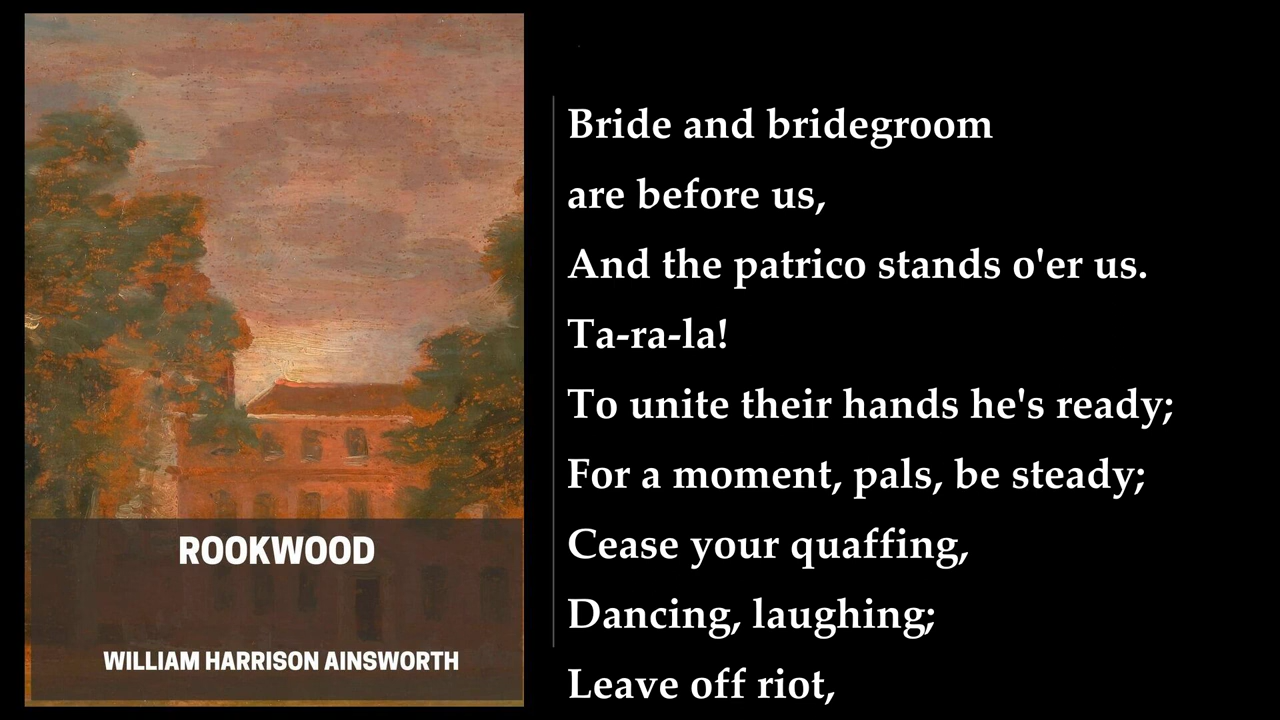 ROOKWOOD
WILLIAM HARRISON AINSWORTH
Bride and bridegroom
are before us,
And the patrico stands o'er us.
Ta-ra-la!
To unite their hands he's ready;
For a moment, pals, be steady;
Cease your quaffing,
Dancing, laughing;
Leave off riot,